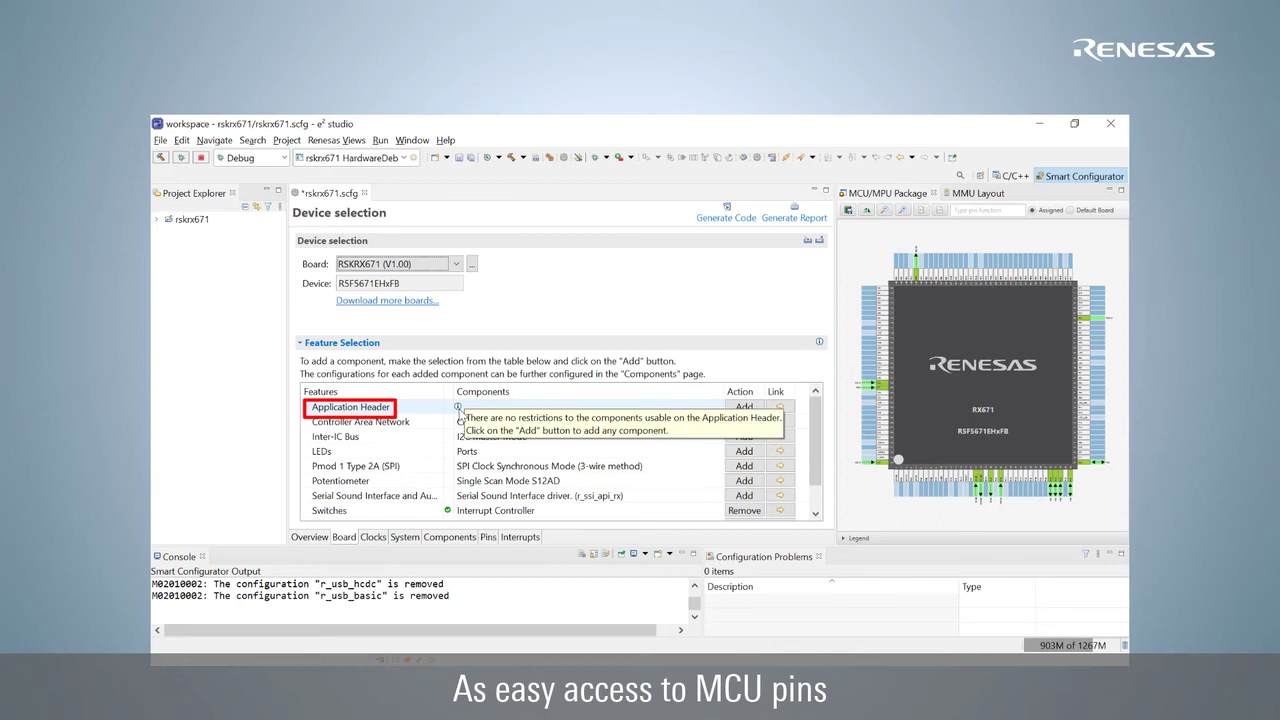 RENESAS
workspace - rskrx671/rskrx671.scfg - e² studio
File Edit Navigate Search Project Renesas Views Run Window Help
Debug rskrx671 HardwareDeb
C/C++ Smart Configurator
Project Explorer
*rskrx671.scfg
MCU/MPU Package MMU Layout
rskrx671
Device selection
Generate Code Generate Report
Type pin function Assigned Default Board
Device selection
Board: RSKRX671 (V1.00) ...
Device: R5F5671EHxFB
Download more boards...
Feature Selection
To add a component, make the selection from the table below and click on the "Add" button.
The configurations for each added component can be further configured in the "Components" page.
Features Components Action Link
Application Header Add
There are no restrictions to the components usable on the Application Header.
Click on the "Add" button to add any component.
Controller Area Network
Inter-IC Bus
LEDs Ports Add
Pmod 1 Type 2A (SPI) SPI Clock Synchronous Mode (3-wire method) Add
Potentiometer Single Scan Mode S12AD Add
Serial Sound Interface and Au... Serial Sound Interface driver. (r_ssi_api_rx) Add
Switches Interrupt Controller Remove
RENESAS
RX671
R5F5671EHxFB
Overview Board Clocks System Components Pins Interrupts
Legend
Console
Smart Configurator Output
M02010002: The configuration "r_usb_hcdc" is removed
M02010002: The configuration "r_usb_basic" is removed
Configuration Problems
0 items
Description Type
903M of 1267M
As easy access to MCU pins